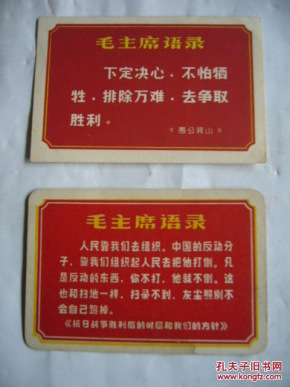 毛主席语录
下定决心，不怕牺
牲，排除万难，去争取
胜利。
《愚公移山》
毛主席语录
人民靠我们去组织。中国的反动分
子，靠我们组织起人民去把他打倒。凡
是反动的东西，你不打，他就不倒。这
也和扫地一样，扫帚不到，灰尘照例不
会自己跑掉。
《抗日战争胜利后的时局和我们的方针》
孔夫子旧书网